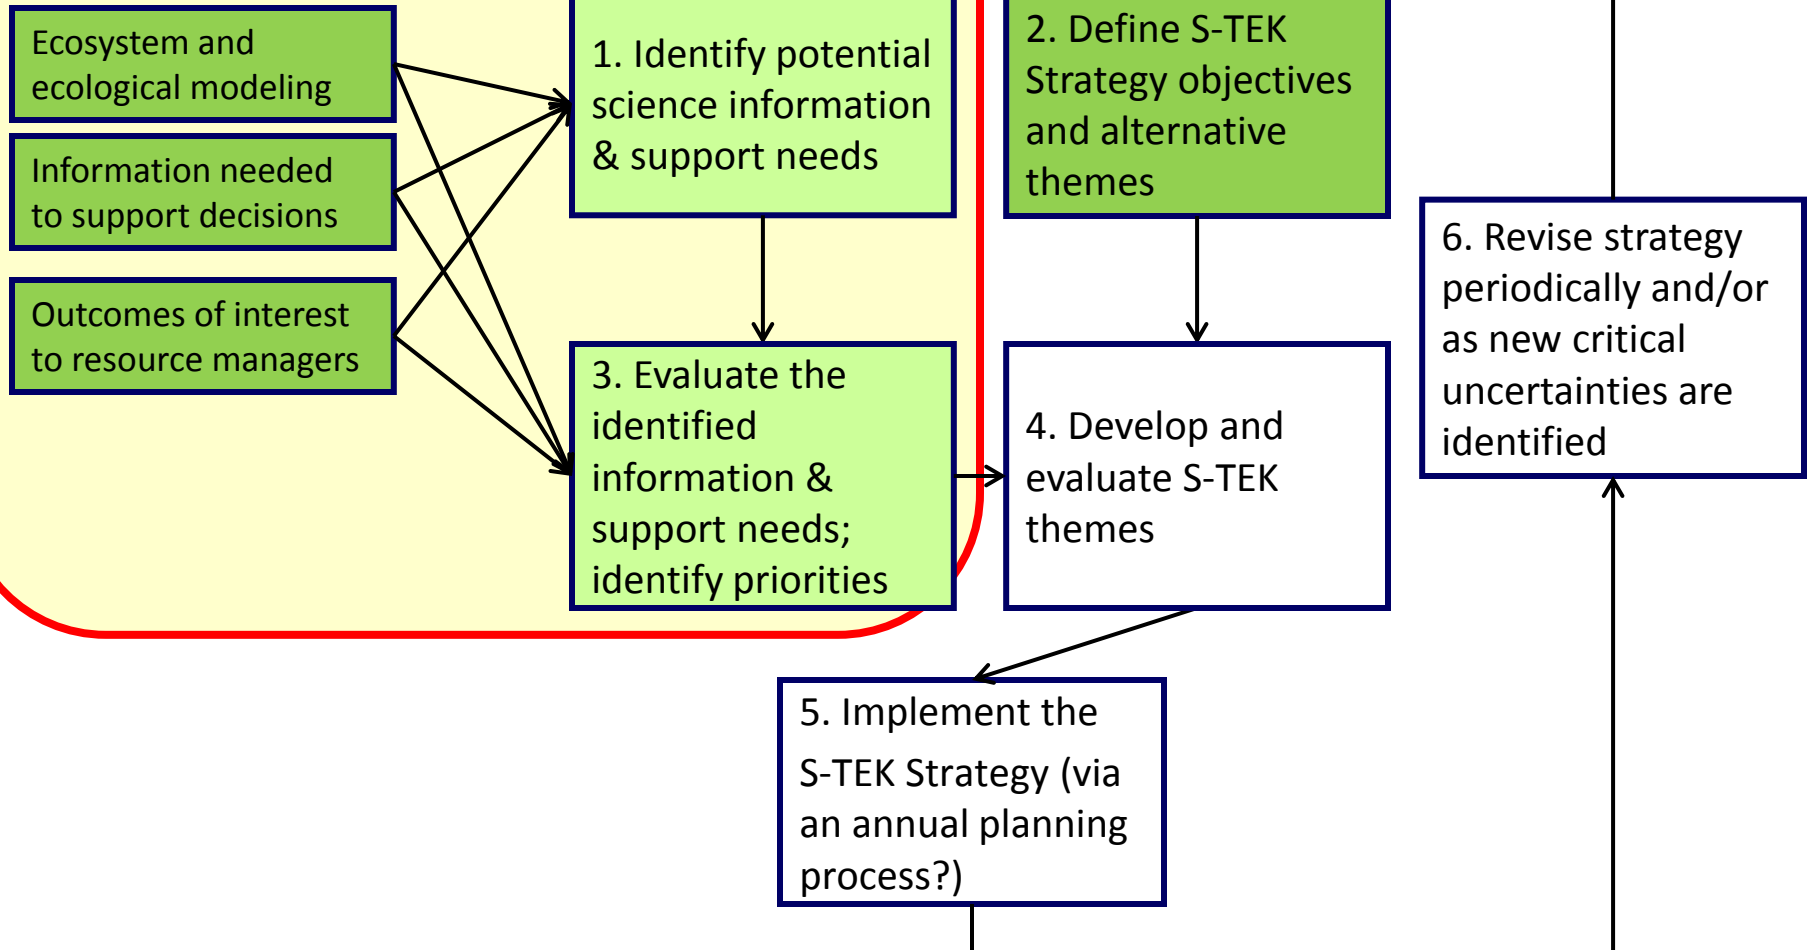 Ecosystem and
ecological modeling
Information needed
to support decisions
Outcomes of interest
to resource managers
1. Identify potential
science information
& support needs
2. Define S-TEK
Strategy objectives
and alternative
themes
3. Evaluate the
identified
information &
support needs;
identify priorities
4. Develop and
evaluate S-TEK
themes
5. Implement the
S-TEK Strategy (via
an annual planning
process?)
6. Revise strategy
periodically and/or
as new critical
uncertainties are
identified